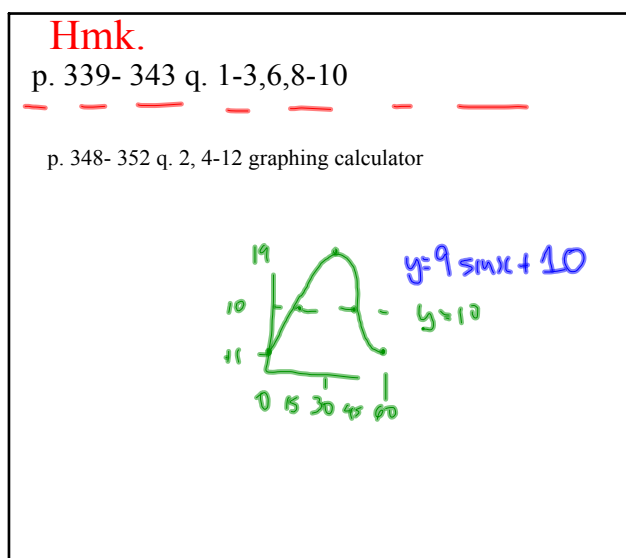 Hmk.
p. 339- 343 q. 1-3,6,8-10
p. 348- 352 q. 2, 4-12 graphing calculator
19
y=9 sinx + 10
10
y=10
+1
0 15 30 45 60